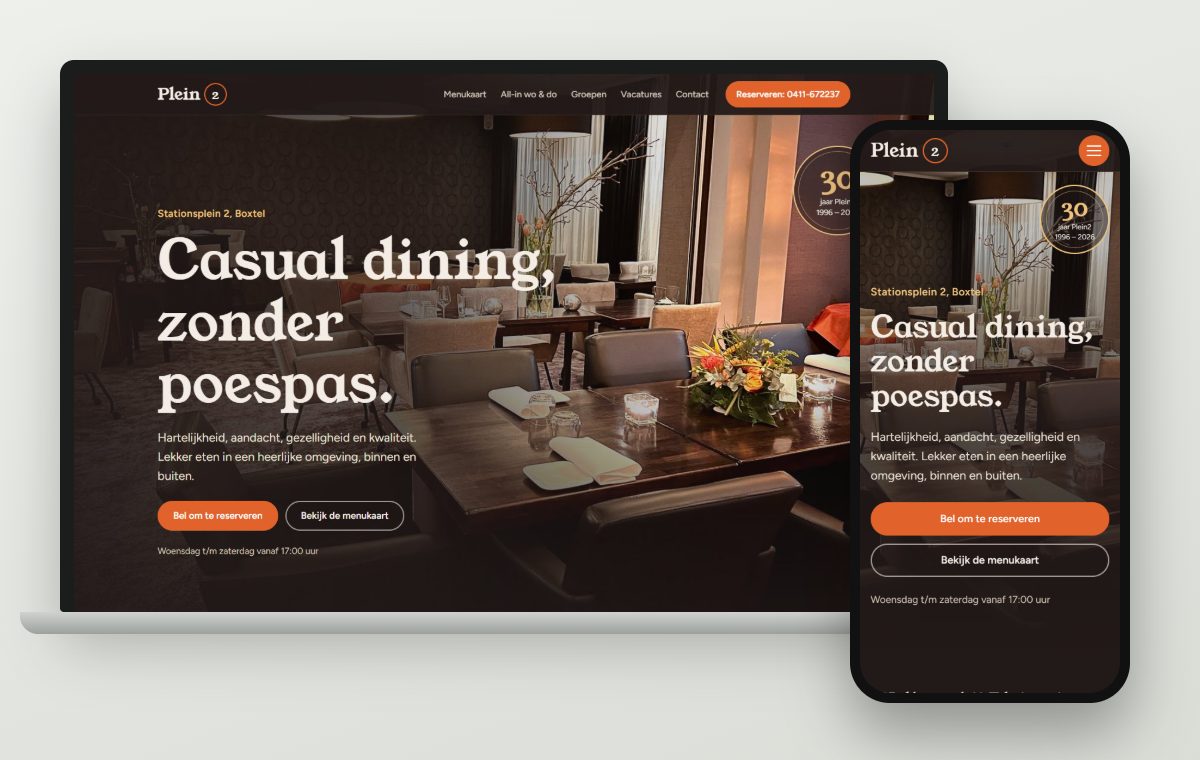 Plein 2
Menukaart All-in wo & do Groepen Vacatures Contact Reserveren: 0411-672237
30
jaar Plein
1996 – 20
Stationsplein 2, Boxtel
Casual dining,
zonder
poespas.
Hartelijkheid, aandacht, gezelligheid en kwaliteit.
Lekker eten in een heerlijke omgeving, binnen en
buiten.
Bel om te reserveren Bekijk de menukaart
Woensdag t/m zaterdag vanaf 17:00 uur
Plein 2
30
jaar Plein2
1996 – 2026
Stationsplein 2, Boxtel
Casual dining,
zonder
poespas.
Hartelijkheid, aandacht, gezelligheid en
kwaliteit. Lekker eten in een heerlijke
omgeving, binnen en buiten.
Bel om te reserveren
Bekijk de menukaart
Woensdag t/m zaterdag vanaf 17:00 uur